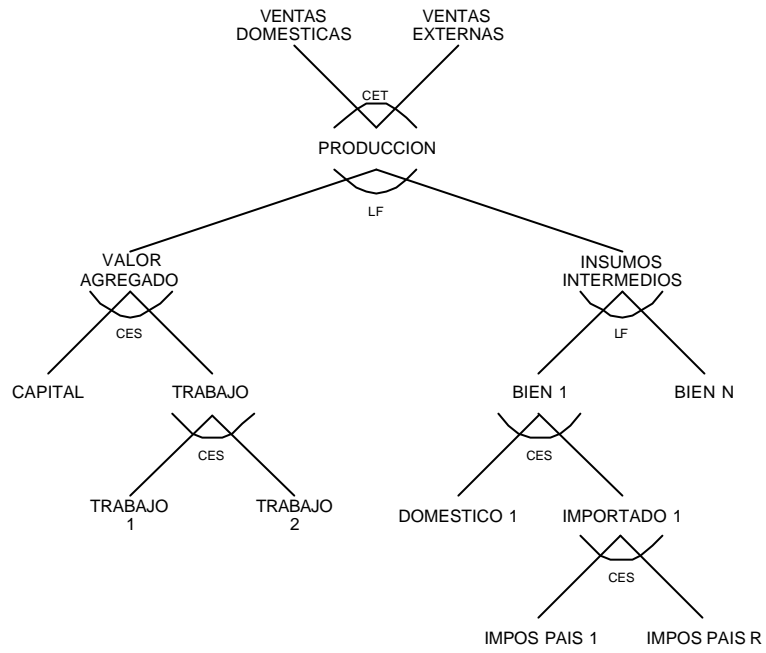 VENTAS
DOMESTICAS
VENTAS
EXTERNAS
CET
PRODUCCION
LF
VALOR
AGREGADO
INSUMOS
INTERMEDIOS
CES
LF
CAPITAL
TRABAJO
BIEN 1
BIEN N
CES
CES
TRABAJO
1
TRABAJO
2
DOMESTICO 1
IMPORTADO 1
CES
IMPOS PAIS 1
IMPOS PAIS R